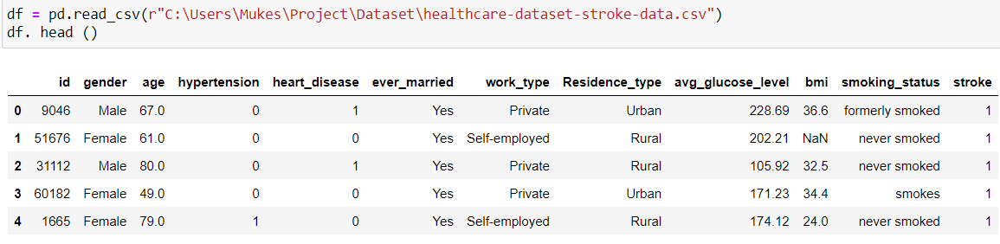 df = pd.read_csv(r"C:\Users\Mukes\Project\Dataset\healthcare-dataset-stroke-data.csv")
df. head ()
id gender age hypertension heart_disease ever_married work_type Residence_type avg_glucose_level bmi smoking_status stroke
0 9046 Male 67.0 0 1 Yes Private Urban 228.69 36.6 formerly smoked 1
1 51676 Female 61.0 0 0 Yes Self-employed Rural 202.21 NaN never smoked 1
2 31112 Male 80.0 0 1 Yes Private Rural 105.92 32.5 never smoked 1
3 60182 Female 49.0 0 0 Yes Private Urban 171.23 34.4 smokes 1
4 1665 Female 79.0 1 0 Yes Self-employed Rural 174.12 24.0 never smoked 1